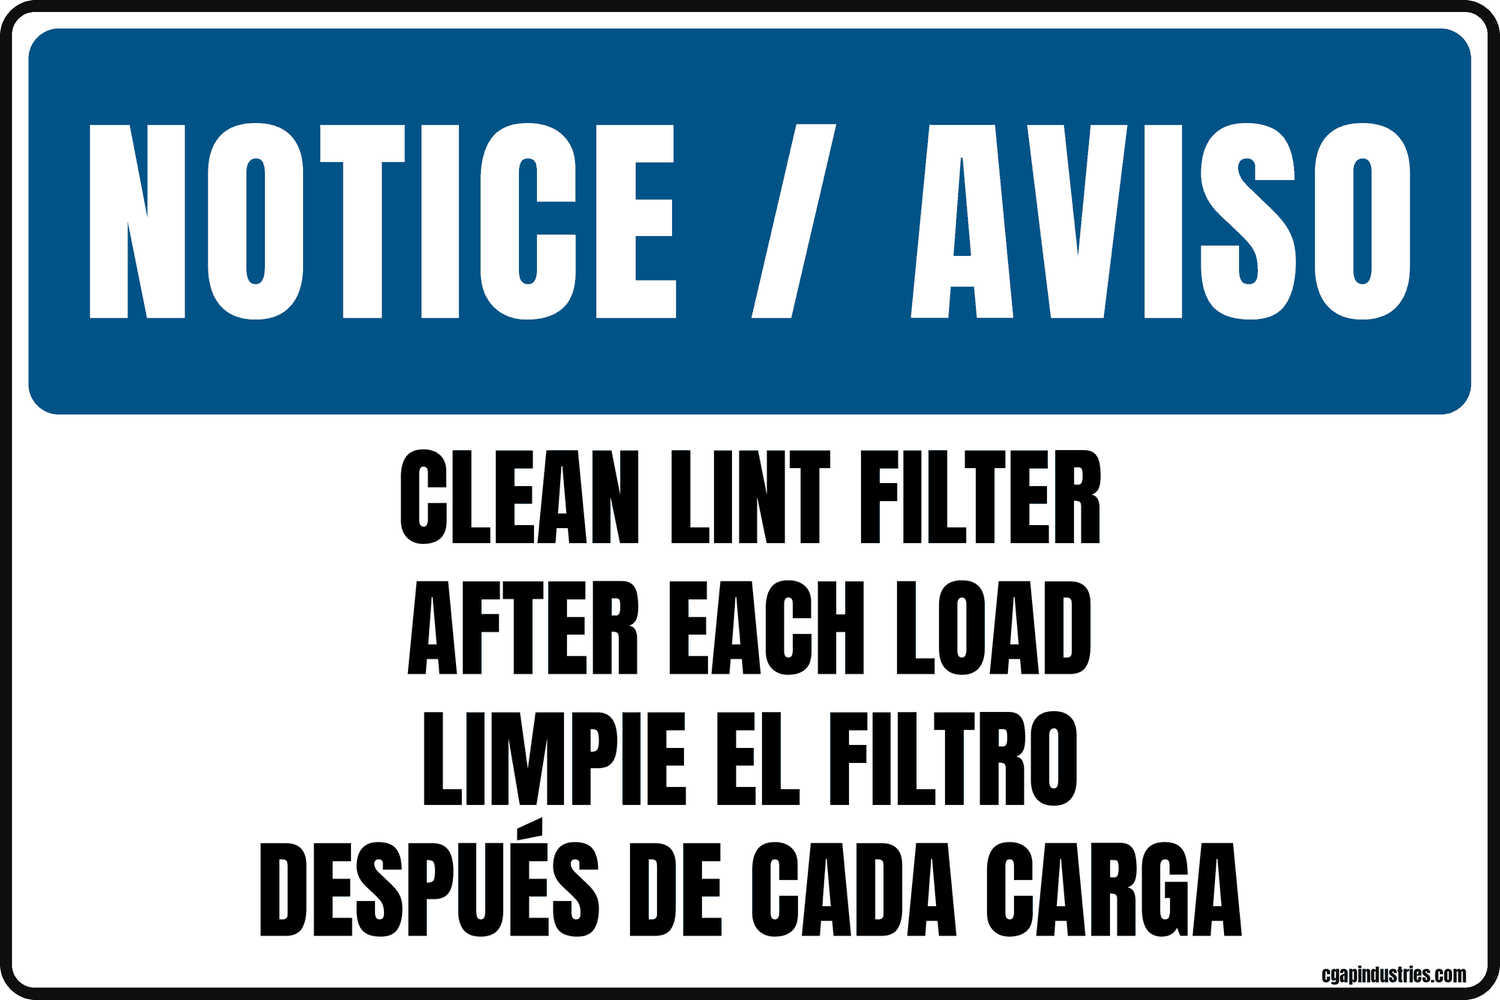 NOTICE / AVISO
CLEAN LINT FILTER
AFTER EACH LOAD
LIMPIE EL FILTRO
DESPUÉS DE CADA CARGA
cgapindustries.com